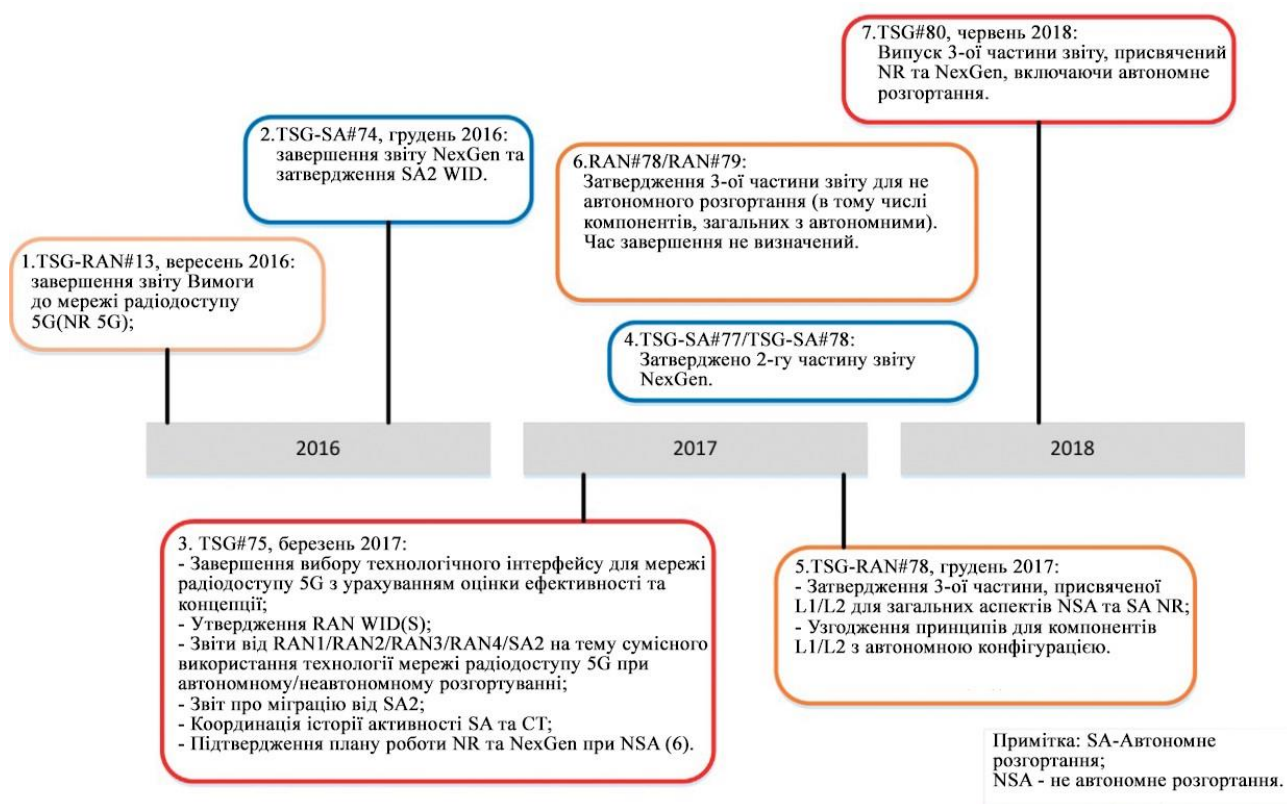 7.TSG#80, червень 2018:
Випуск 3-ої частини звіту, присвячений
NR та NexGen, включаючи автономне
розгортання.
2.TSG-SA#74, грудень 2016:
завершення звіту NexGen та
затвердження SA2 WID.
6.RAN#78/RAN#79:
Затвердження 3-ої частини звіту для не
автономного розгортання (в тому числі
компонентів, загальних з автономними).
Час завершення не визначений.
1.TSG-RAN#13, вересень 2016:
завершення звіту Вимоги
до мережі радіодоступу
5G(NR 5G);
4.TSG-SA#77/TSG-SA#78:
Затверджено 2-гу частину звіту
NexGen.
2016
2017
2018
3. TSG#75, березень 2017:
- Завершення вибору технологічного інтерфейсу для мережі
радіодоступу 5G з урахуванням оцінки ефективності та
концепції;
- Утвердження RAN WID(S);
- Звіти від RAN1/RAN2/RAN3/RAN4/SA2 на тему сумісного
використання технології мережі радіодоступу 5G при
автономному/неавтономному розгортуванні;
- Звіт про міграцію від SA2;
- Координація історії активності SA та CT;
- Підтвердження плану роботи NR та NexGen при NSA (6).
5.TSG-RAN#78, грудень 2017:
- Затвердження 3-ої частини, присвяченої
L1/L2 для загальних аспектів NSA та SA NR;
- Узгодження принципів для компонентів
L1/L2 з автономною конфігурацією.
Примітка: SA-Автономне
розгортання;
NSA - не автономне розгортання.